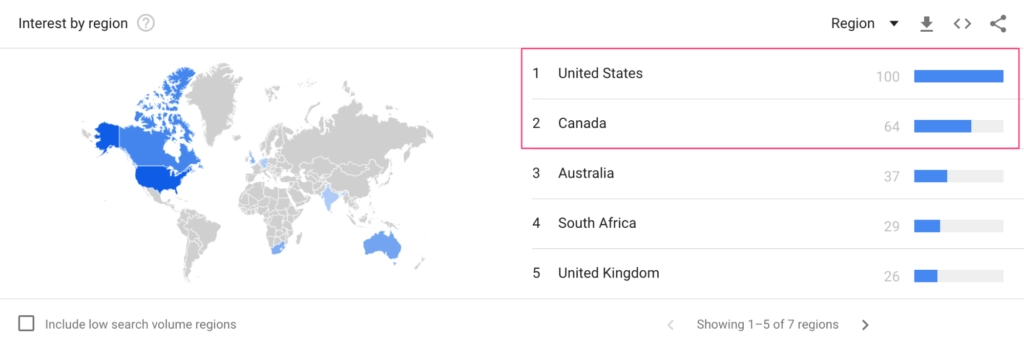 Interest by region ?
Region
1 United States 100
2 Canada 64
3 Australia 37
4 South Africa 29
5 United Kingdom 26
Include low search volume regions
Showing 1–5 of 7 regions